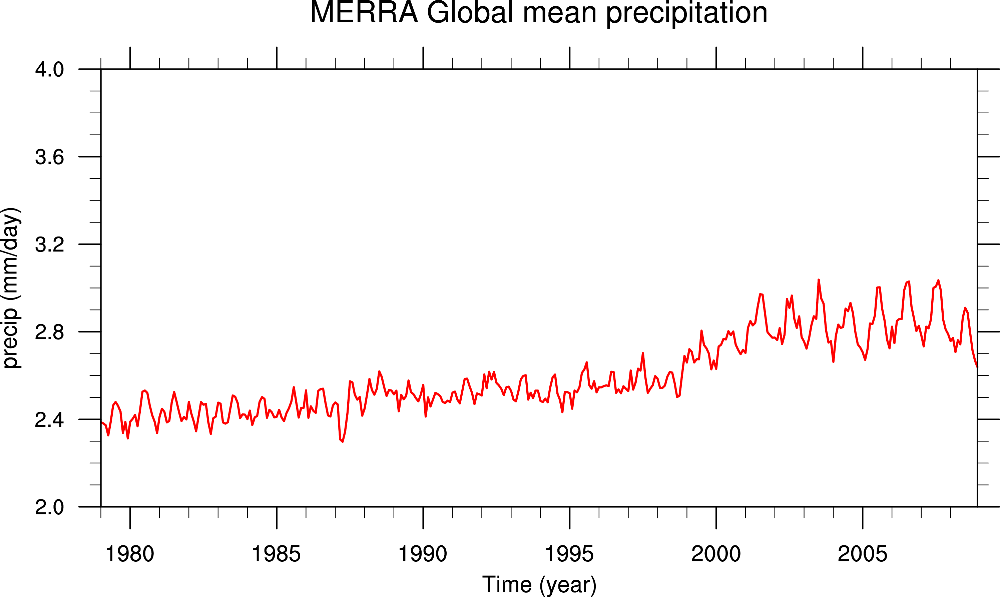 MERRA Global mean precipitation
4.0
3.6
3.2
2.8
2.4
2.0
precip (mm/day)
1980 1985 1990 1995 2000 2005
Time (year)